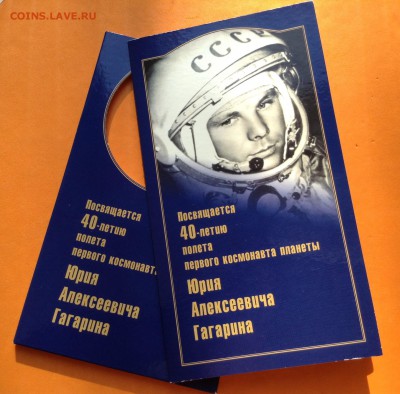 COINS.LAVE.RU
СССР
Посвящается
40-летию
полета
первого космонавта
Юрия
Алексеевича
Гагарина
Посвящается
40-летию
полета
первого космонавта планеты
Юрия
Алексеевича
Гагарина